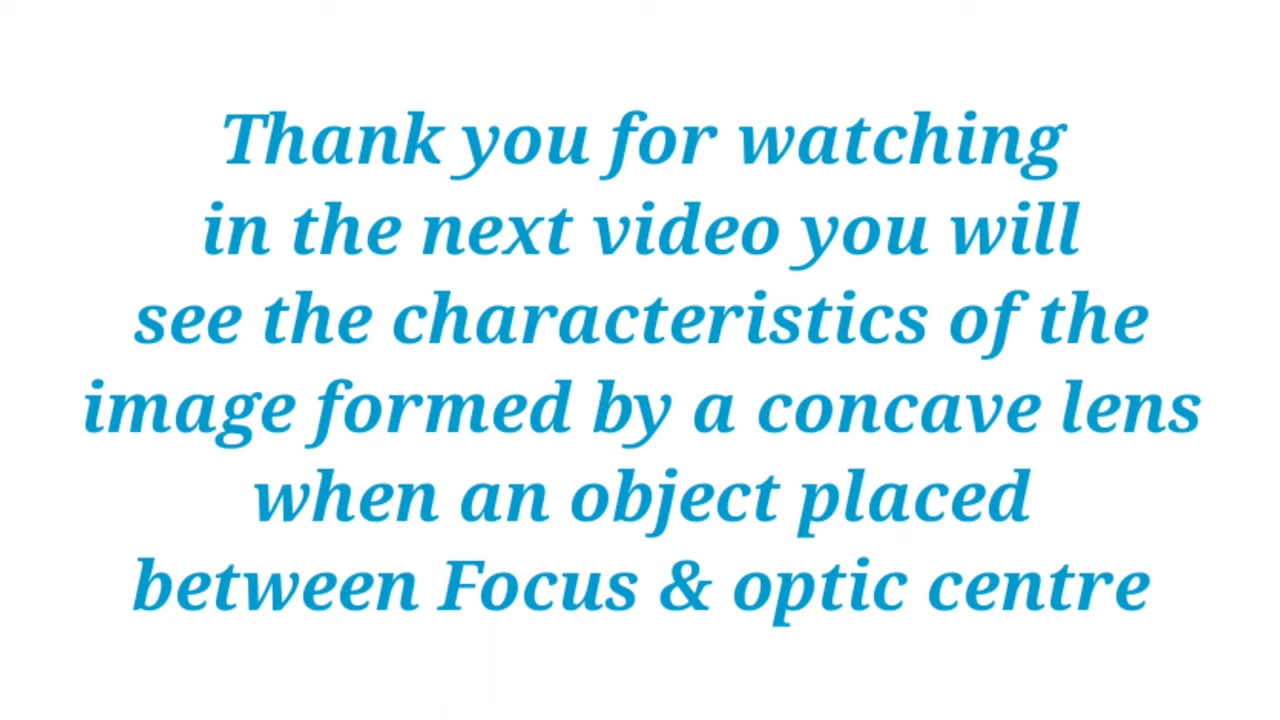 Thank you for watching
in the next video you will
see the characteristics of the
image formed by a concave lens
when an object placed
between Focus & optic centre